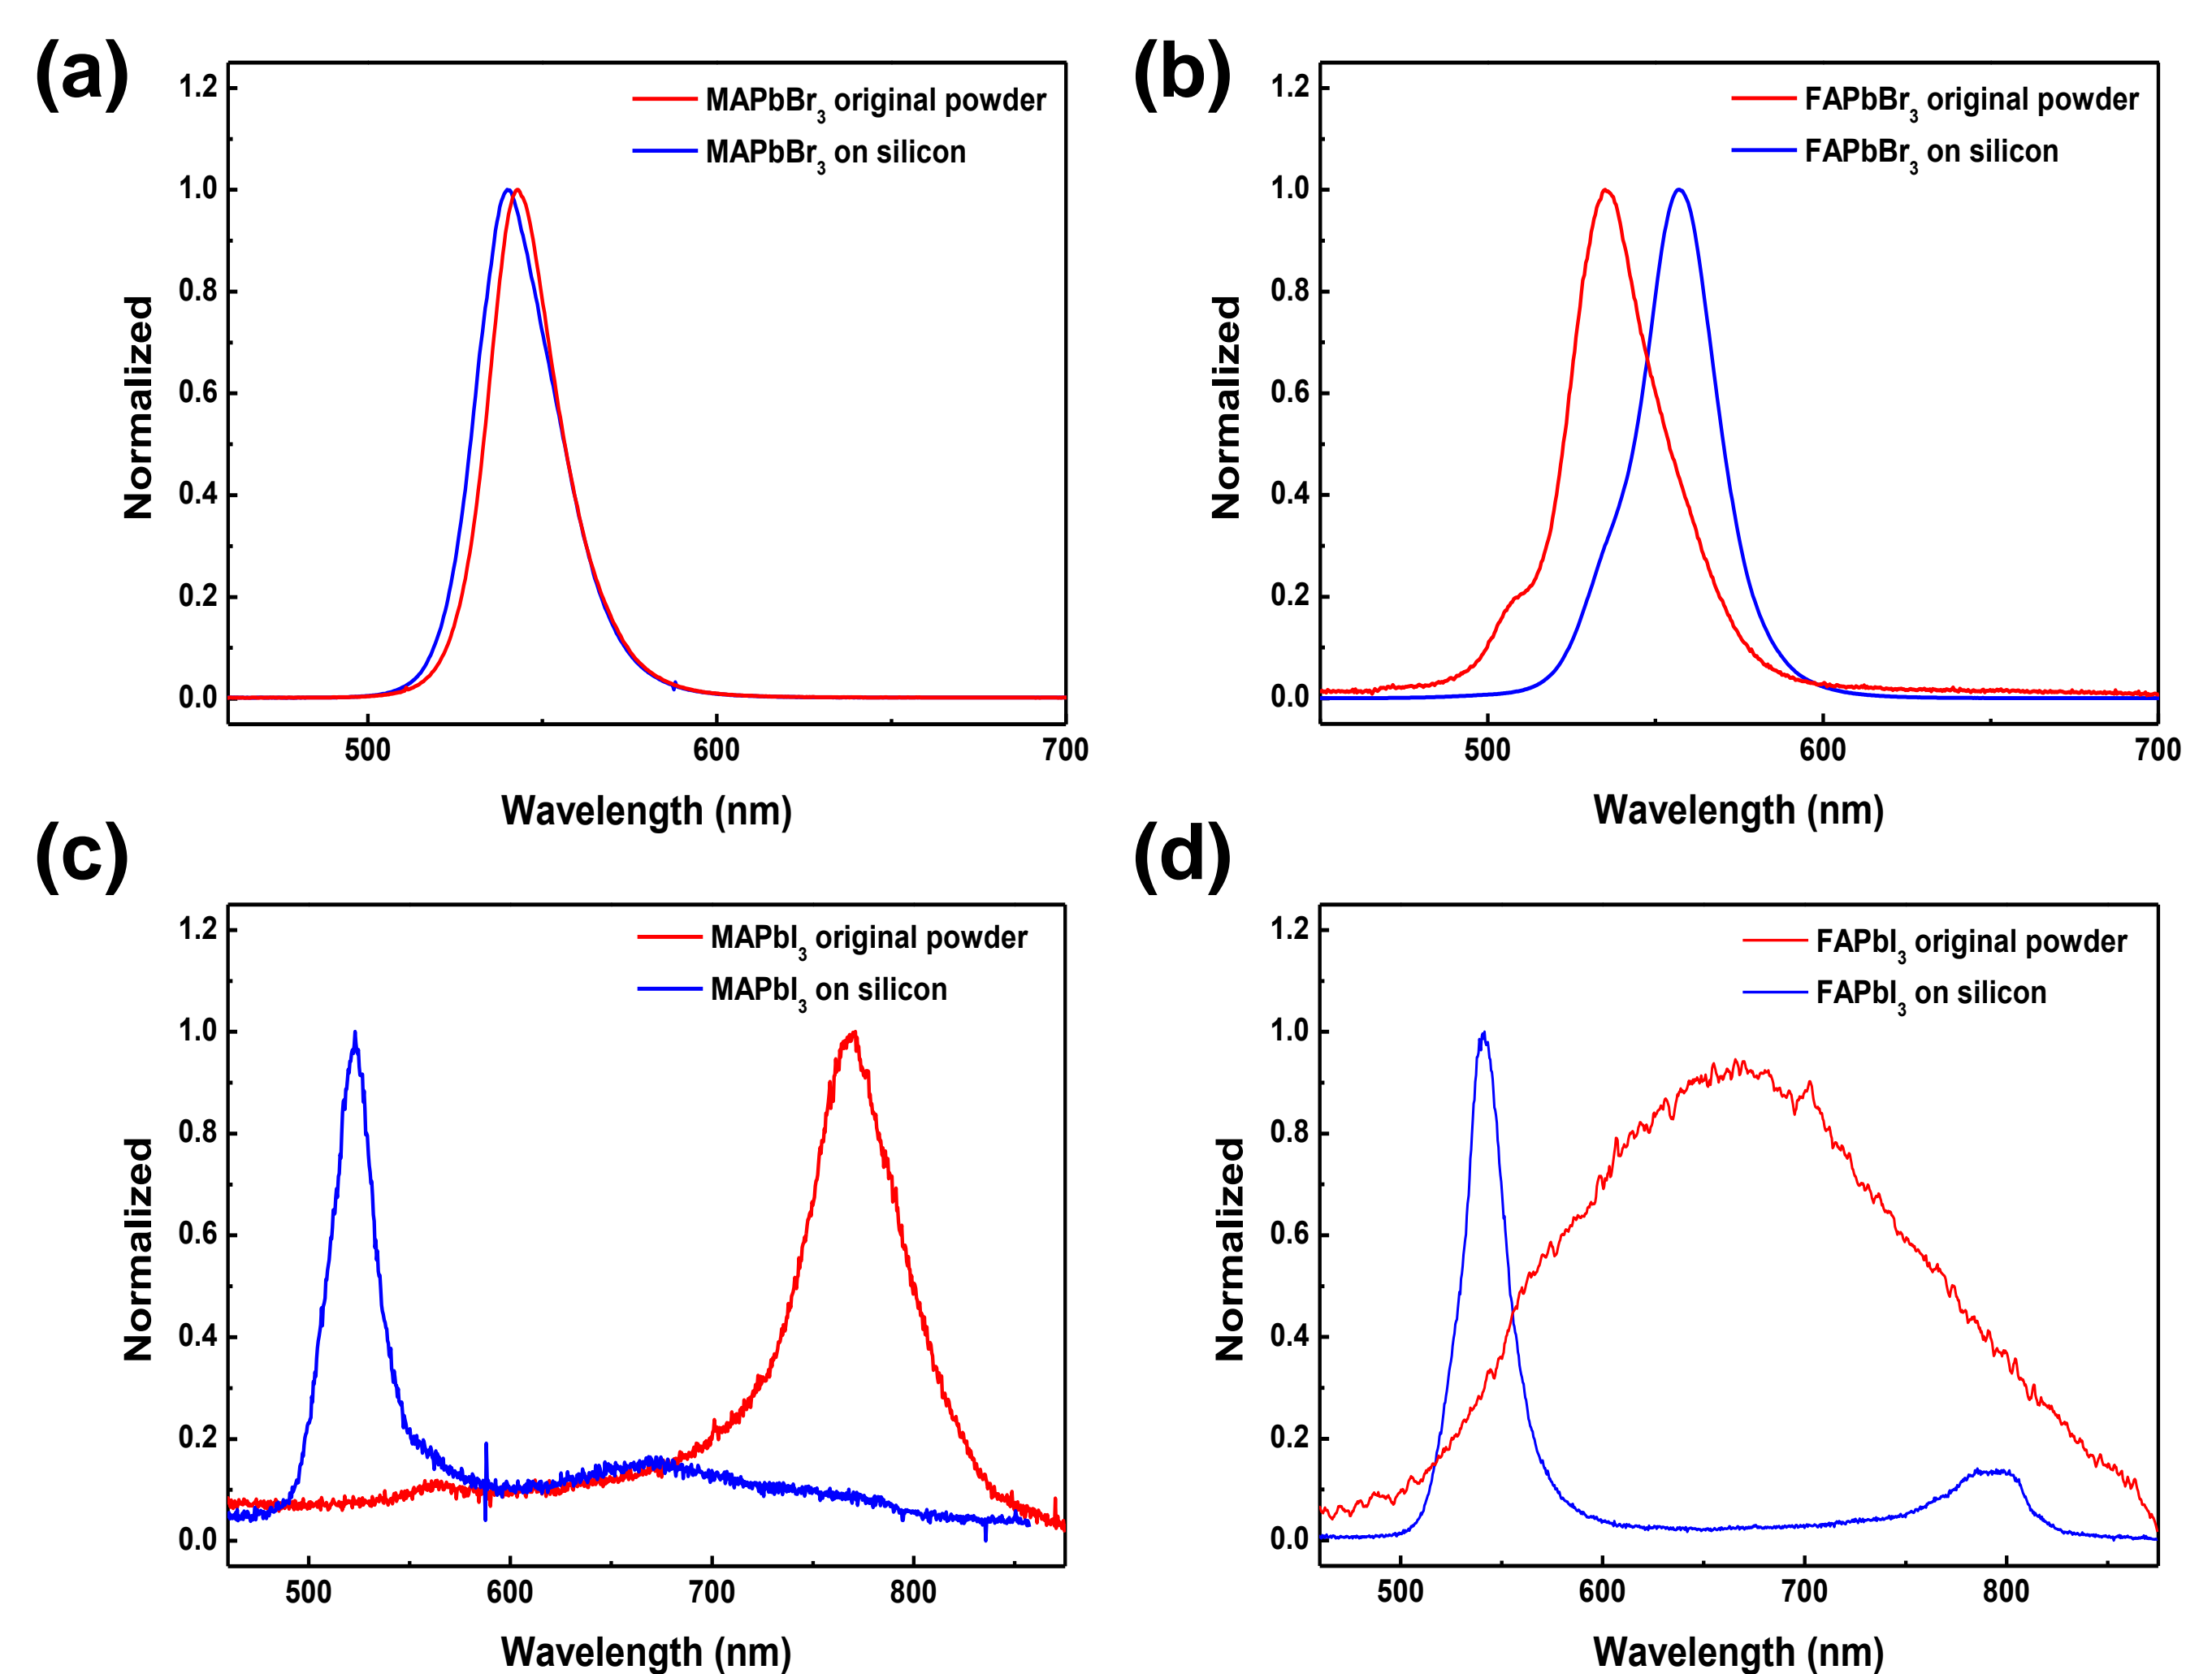 (a)
1.2
1.0
0.8
0.6
0.4
0.2
0.0
Normalized
MAPbBr3 original powder
MAPbBr3 on silicon
500 600 700
Wavelength (nm)
(b)
1.2
1.0
0.8
0.6
0.4
0.2
0.0
Normalized
FAPbBr3 original powder
FAPbBr3 on silicon
500 600 700
Wavelength (nm)
(c)
1.2
1.0
0.8
0.6
0.4
0.2
0.0
Normalized
MAPbI3 original powder
MAPbI3 on silicon
500 600 700 800
Wavelength (nm)
(d)
1.2
1.0
0.8
0.6
0.4
0.2
0.0
Normalized
FAPbI3 original powder
FAPbI3 on silicon
500 600 700 800
Wavelength (nm)